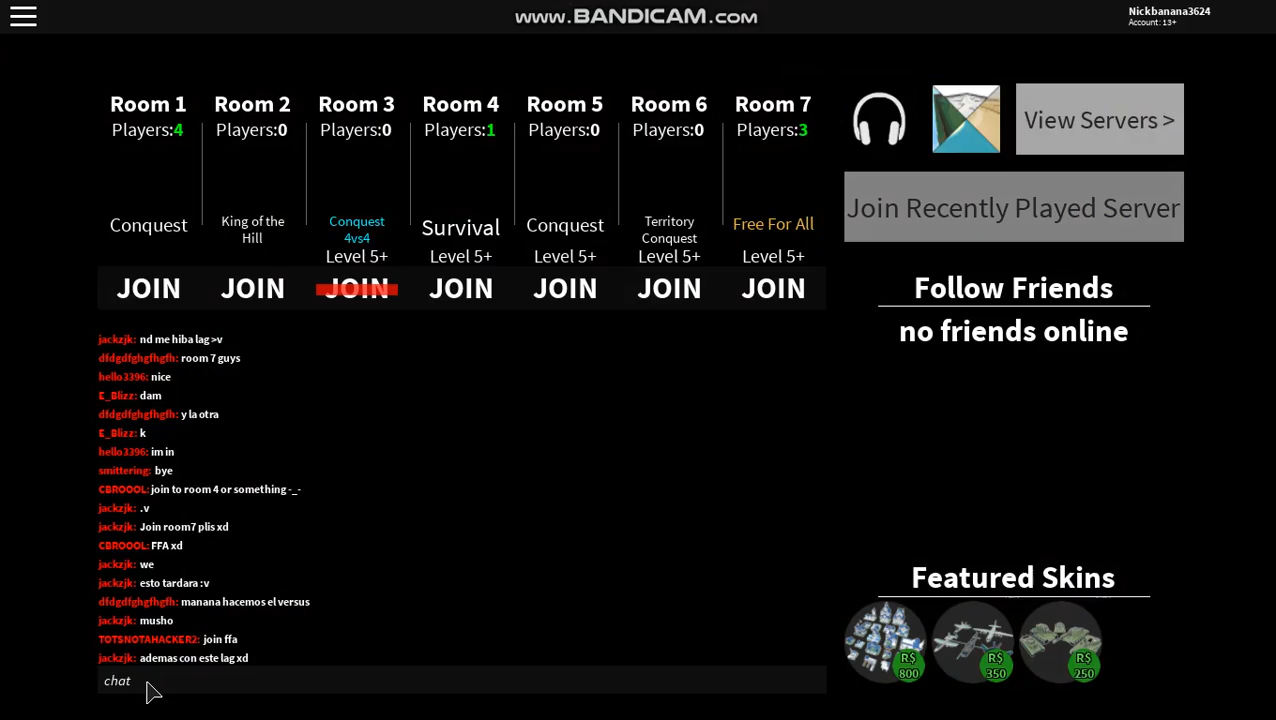 www.BANDICAM.com
Nickbanana3624
Account: 13+
Room 1
Players:4
Conquest
JOIN
Room 2
Players:0
King of the
Hill
JOIN
Room 3
Players:0
Conquest
4vs4
Level 5+
JOIN
Room 4
Players:1
Survival
Level 5+
JOIN
Room 5
Players:0
Conquest
Level 5+
JOIN
Room 6
Players:0
Territory
Conquest
Level 5+
JOIN
Room 7
Players:3
Free For All
Level 5+
JOIN
View Servers >
Join Recently Played Server
Follow Friends
no friends online
jackzjk: nd me hiba lag >v
dfdgdfghgfhgfh: room 7 guys
hello3396: nice
E_Blizz: dam
dfdgdfghgfhgfh: y la otra
E_Blizz: k
hello3396: im in
smittering: bye
CBROOOL: join to room 4 or something -_-
jackzjk: .v
jackzjk: Join room7 plis xd
CBROOOL: FFA xd
jackzjk: we
jackzjk: esto tardara :v
dfdgdfghgfhgfh: manana hacemos el versus
jackzjk: musho
TOTSNOTAHACKER2: join ffa
jackzjk: ademas con este lag xd
chat
Featured Skins
R$
800
R$
350
R$
250